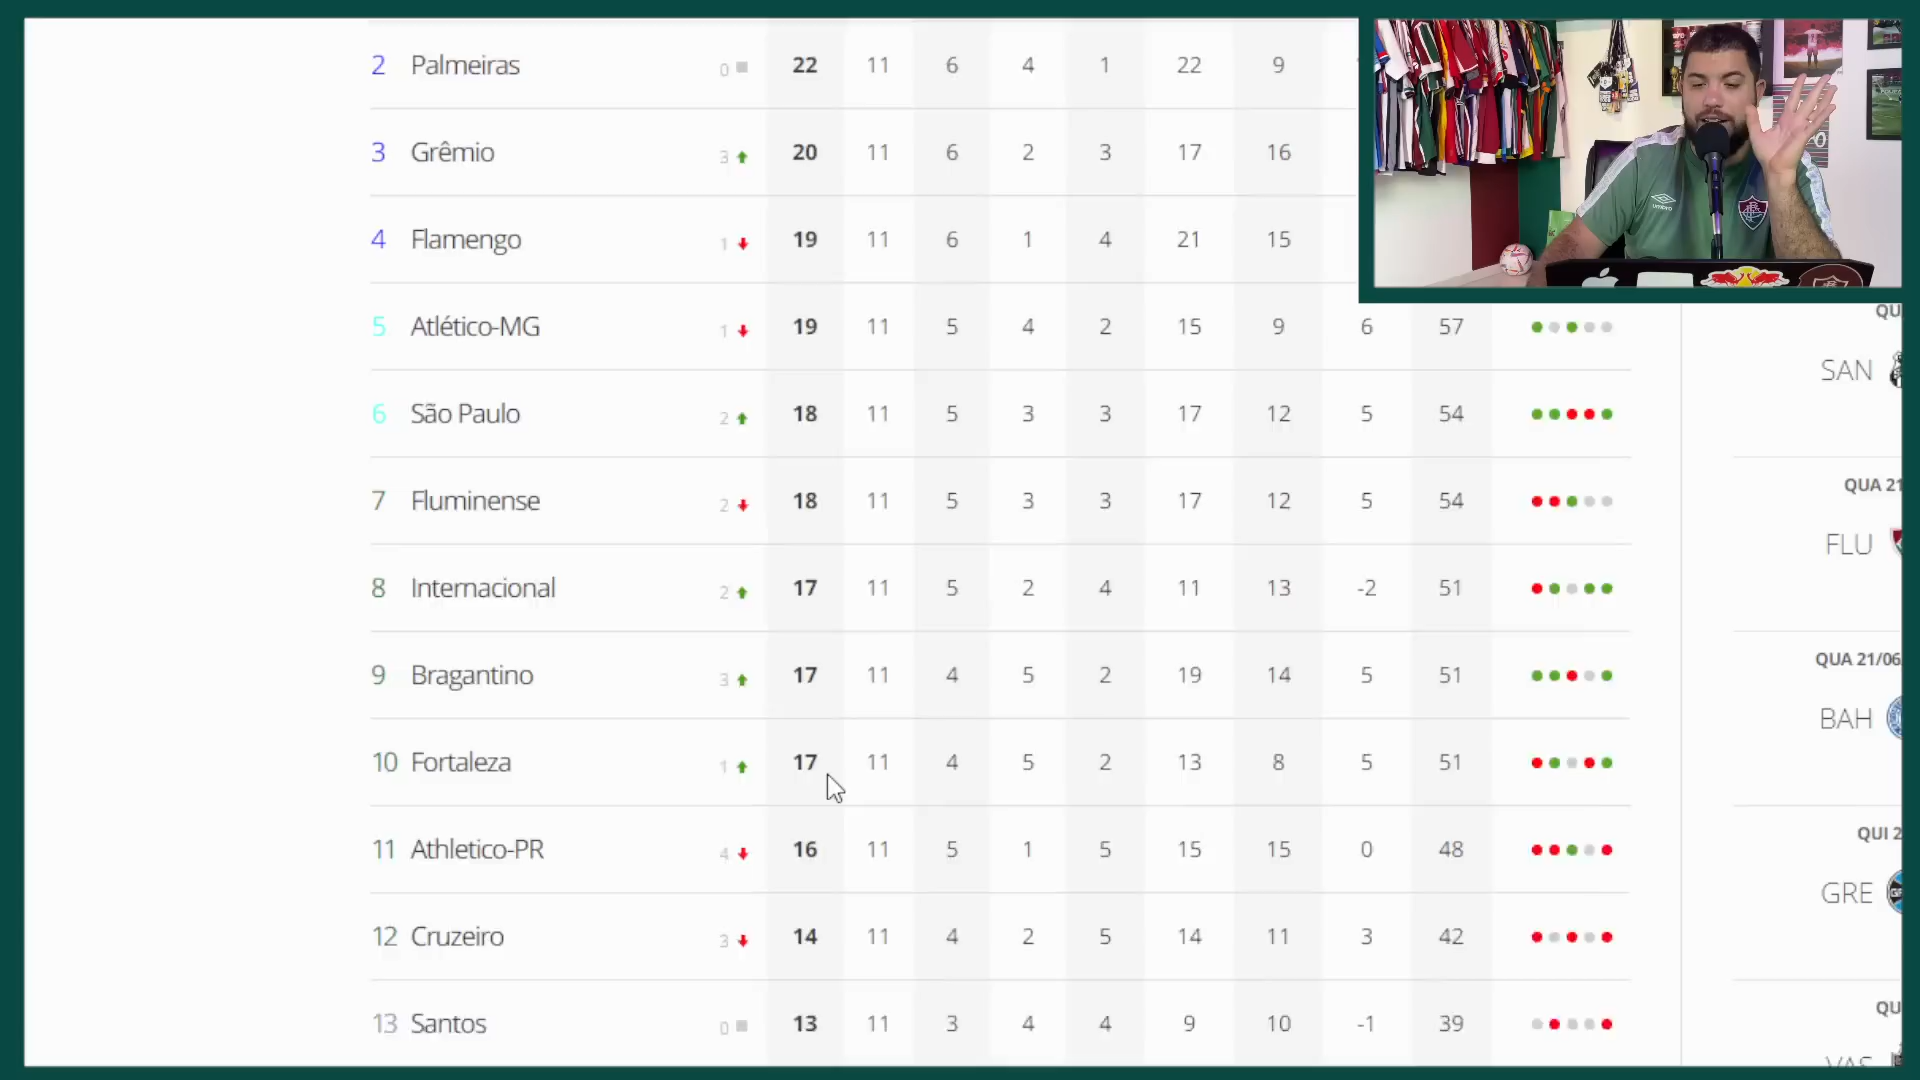 2 Palmeiras 0 22 11 6 4 1 22 9
3 Grêmio 3 20 11 6 2 3 17 16
4 Flamengo 1 19 11 6 1 4 21 15
5 Atlético-MG 1 19 11 5 4 2 15 9 6 57
6 São Paulo 2 18 11 5 3 3 17 12 5 54
7 Fluminense 2 18 11 5 3 3 17 12 5 54
8 Internacional 2 17 11 5 2 4 11 13 -2 51
9 Bragantino 3 17 11 4 5 2 19 14 5 51
10 Fortaleza 1 17 11 4 5 2 13 8 5 51
11 Athletico-PR 4 16 11 5 1 5 15 15 0 48
12 Cruzeiro 3 14 11 4 2 5 14 11 3 42
13 Santos 0 13 11 3 4 4 9 10 -1 39
umbro
QU
SAN
QUA 21
FLU
QUA 21/06
BAH
QUI 2
GRE
QU
VAS